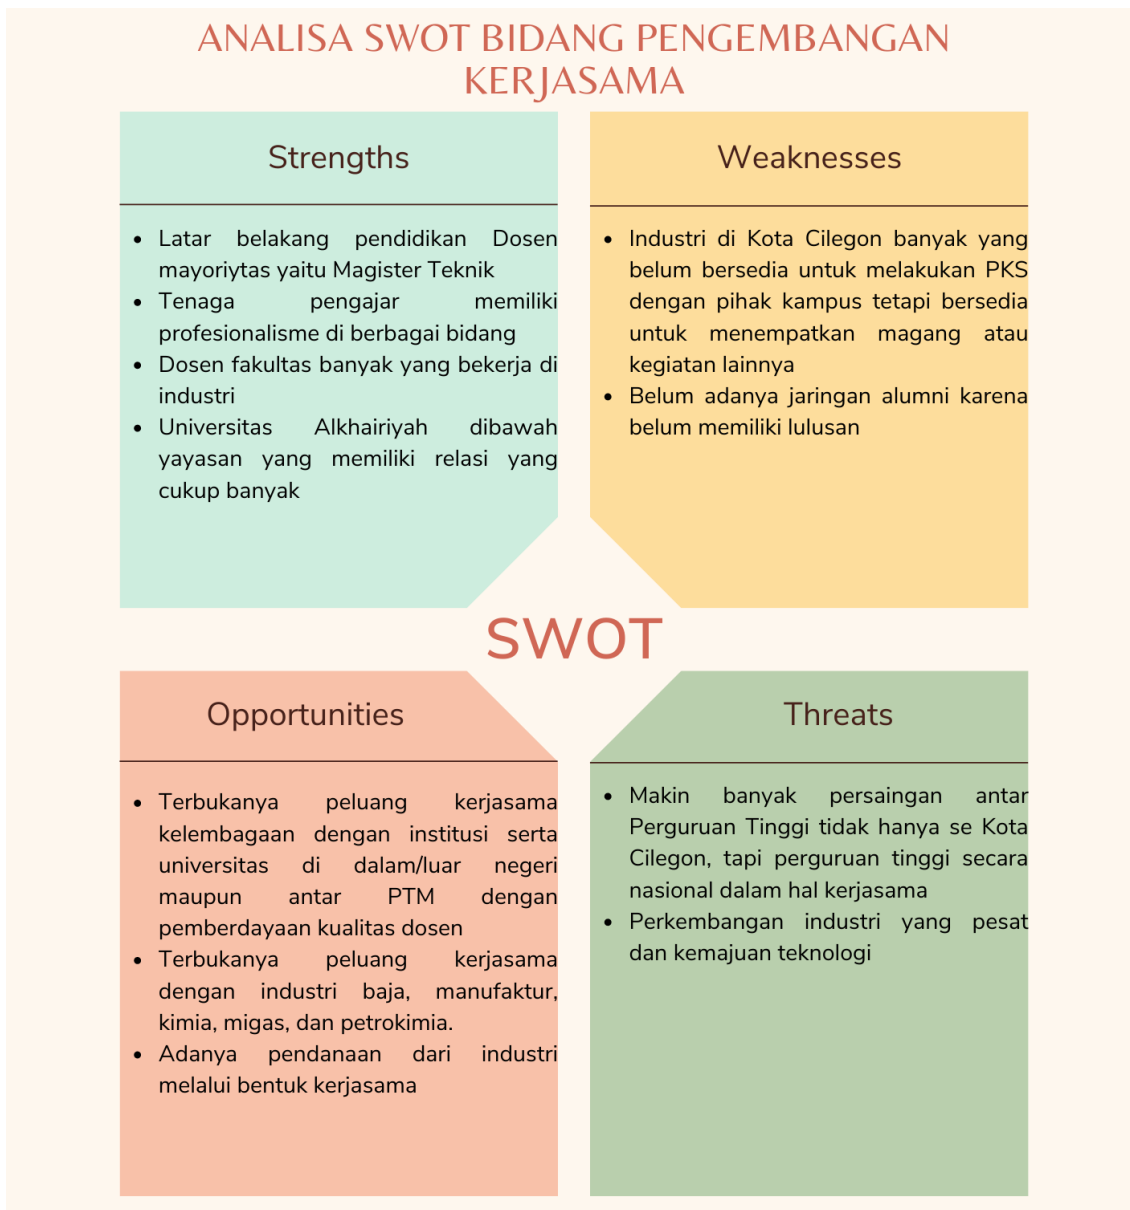 ANALISA SWOT BIDANG PENGEMBANGAN
KERJASAMA
Strengths
• Latar belakang pendidikan Dosen
mayoriytas yaitu Magister Teknik
• Tenaga pengajar memiliki
profesionalisme di berbagai bidang
• Dosen fakultas banyak yang bekerja di
industri
• Universitas Alkhairiyah dibawah
yayasan yang memiliki relasi yang
cukup banyak
Weaknesses
• Industri di Kota Cilegon banyak yang
belum bersedia untuk melakukan PKS
dengan pihak kampus tetapi bersedia
untuk menempatkan magang atau
kegiatan lainnya
• Belum adanya jaringan alumni karena
belum memiliki lulusan
SWOT
Opportunities
• Terbukanya peluang kerjasama
kelembagaan dengan institusi serta
universitas di dalam/luar negeri
maupun antar PTM dengan
pemberdayaan kualitas dosen
• Terbukanya peluang kerjasama
dengan industri baja, manufaktur,
kimia, migas, dan petrokimia.
• Adanya pendanaan dari industri
melalui bentuk kerjasama
Threats
• Makin banyak persaingan antar
Perguruan Tinggi tidak hanya se Kota
Cilegon, tapi perguruan tinggi secara
nasional dalam hal kerjasama
• Perkembangan industri yang pesat
dan kemajuan teknologi